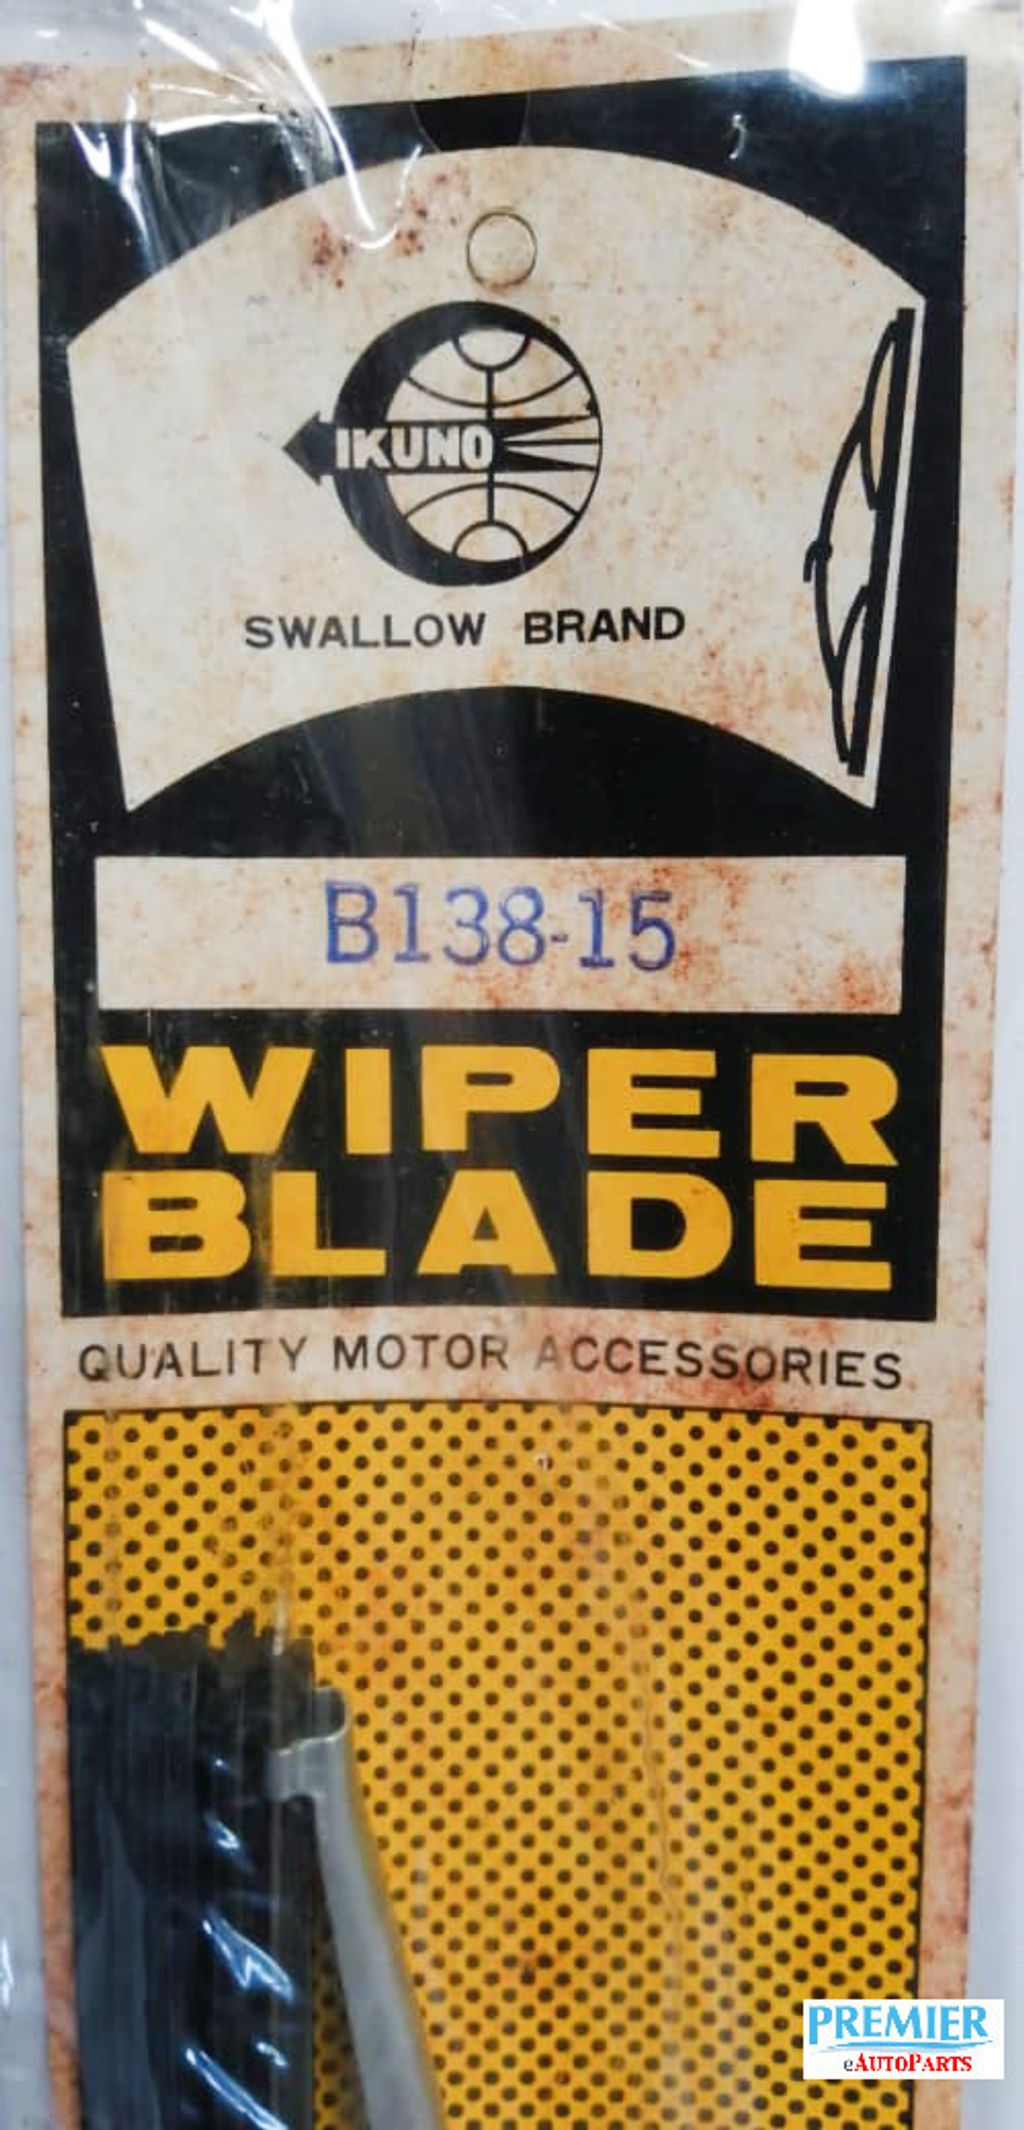 IKUNO
SWALLOW BRAND
B138-15
WIPER
BLADE
QUALITY MOTOR ACCESSORIES
PREMIER
eAUTOPARTS